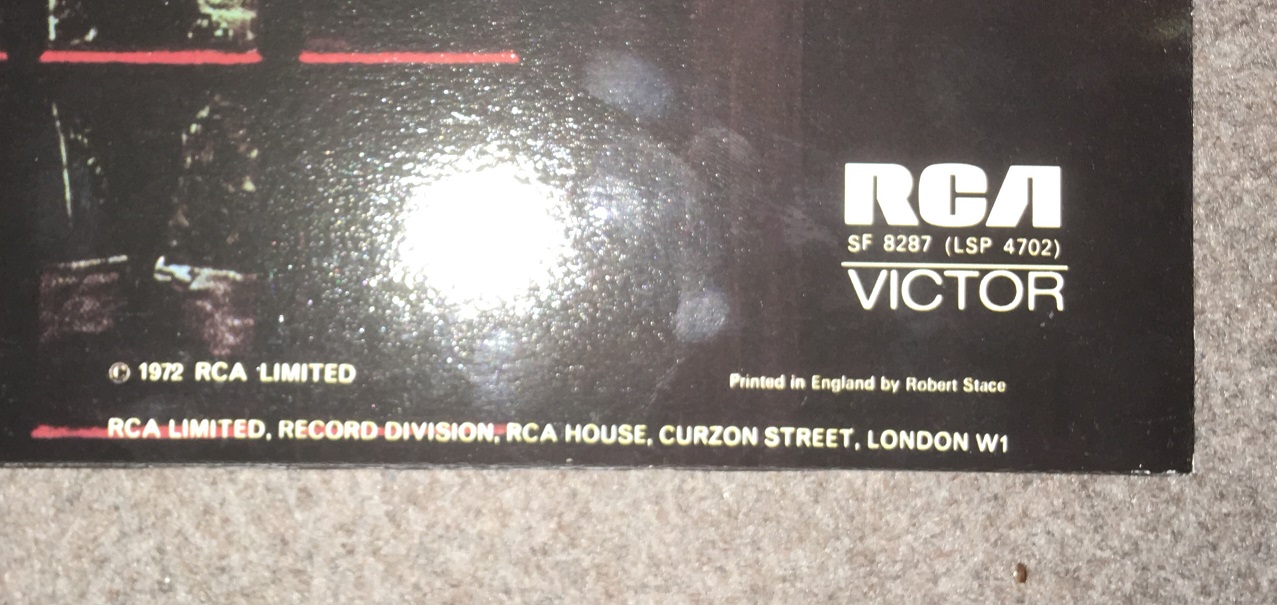 RCA
SF 8287 (LSP 4702)
VICTOR
© 1972 RCA LIMITED
Printed in England by Robert Stace
RCA LIMITED, RECORD DIVISION, RCA HOUSE, CURZON STREET, LONDON W1